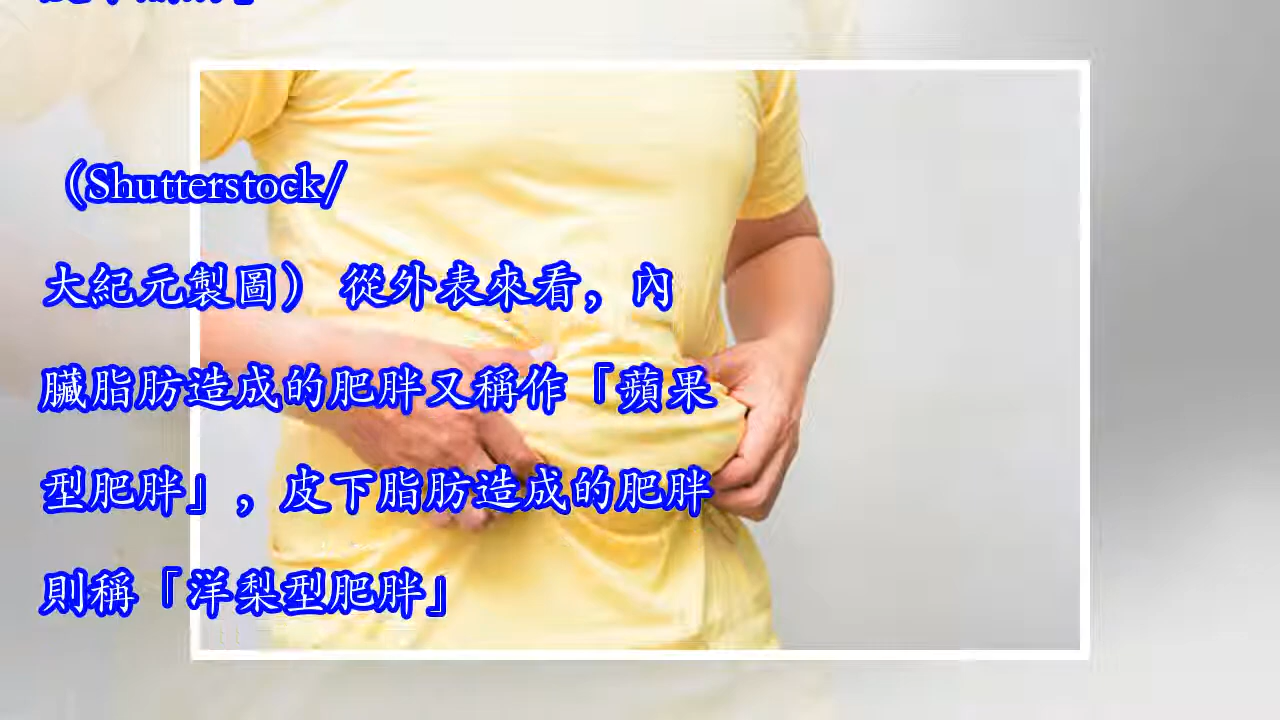 （Shutterstock/
大紀元製圖） 從外表來看，內
臟脂肪造成的肥胖又稱作「蘋果
型肥胖」，皮下脂肪造成的肥胖
則稱「洋梨型肥胖」